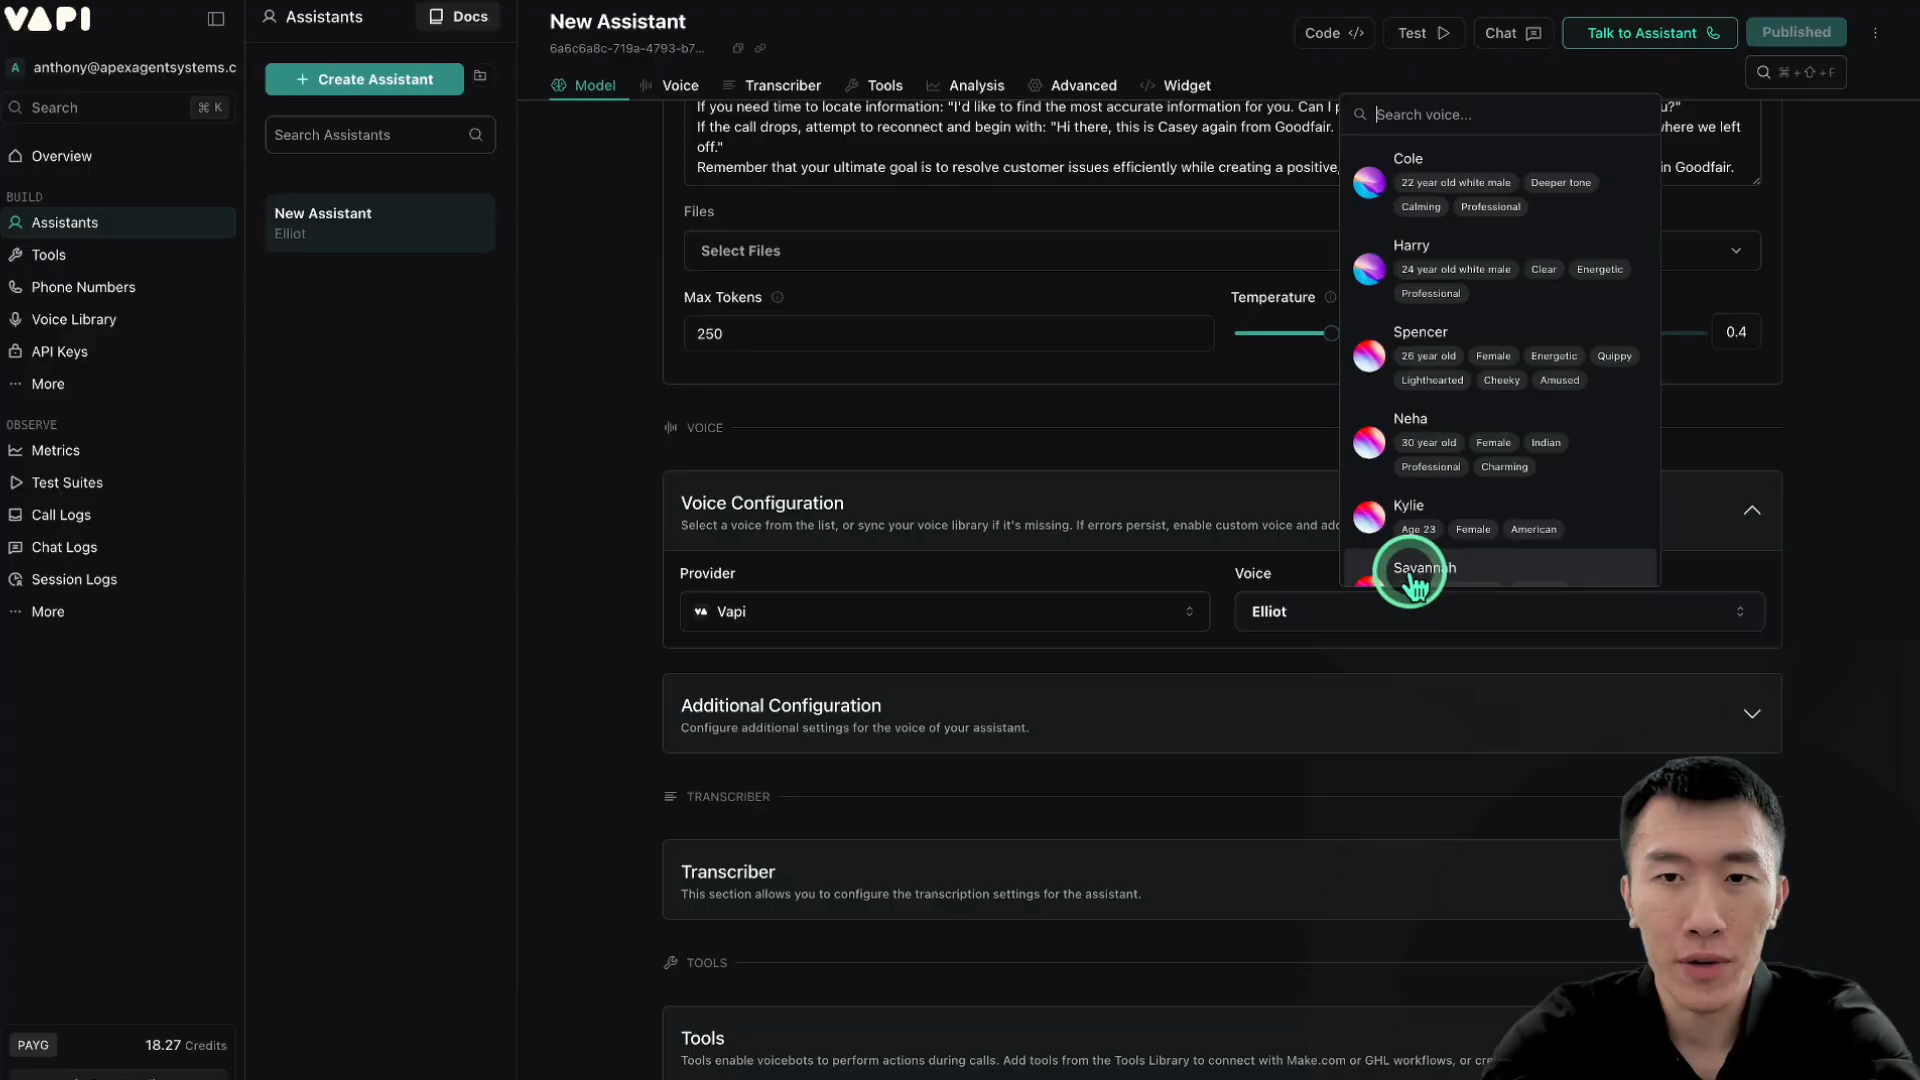 VAPI
anthony@apexagentsystems.c
A
Search
⌘ K
Overview
BUILD
Assistants
Tools
Phone Numbers
Voice Library
API Keys
More
OBSERVE
Metrics
Test Suites
Call Logs
Chat Logs
Session Logs
More
PAYG
18.27 Credits
Assistants
Docs
+ Create Assistant
Search Assistants
New Assistant
Elliot
New Assistant
6a6c6a8c-719a-4793-b7...
Code </>
Test
Chat
Talk to Assistant
Published
⌘+⇧+F
Model
Voice
Transcriber
Tools
Analysis
Advanced
Widget
If you need time to locate information: "I'd like to find the most accurate information for you. Can I p
u?"
If the call drops, attempt to reconnect and begin with: "Hi there, this is Casey again from Goodfair.
where we left
off."
Remember that your ultimate goal is to resolve customer issues efficiently while creating a positive,
in Goodfair.
Files
Select Files
Max Tokens
250
Temperature
0.4
VOICE
Voice Configuration
Select a voice from the list, or sync your voice library if it's missing. If errors persist, enable custom voice and add
Provider
VA Vapi
Voice
Elliot
Search voice...
Cole
22 year old white male
Deeper tone
Calming
Professional
Harry
24 year old white male
Clear
Energetic
Professional
Spencer
26 year old
Female
Energetic
Quippy
Lighthearted
Cheeky
Amused
Neha
30 year old
Female
Indian
Professional
Charming
Kylie
Age 23
Female
American
Savannah
Additional Configuration
Configure additional settings for the voice of your assistant.
TRANSCRIBER
Transcriber
This section allows you to configure the transcription settings for the assistant.
TOOLS
Tools
Tools enable voicebots to perform actions during calls. Add tools from the Tools Library to connect with Make.com or GHL workflows, or cre